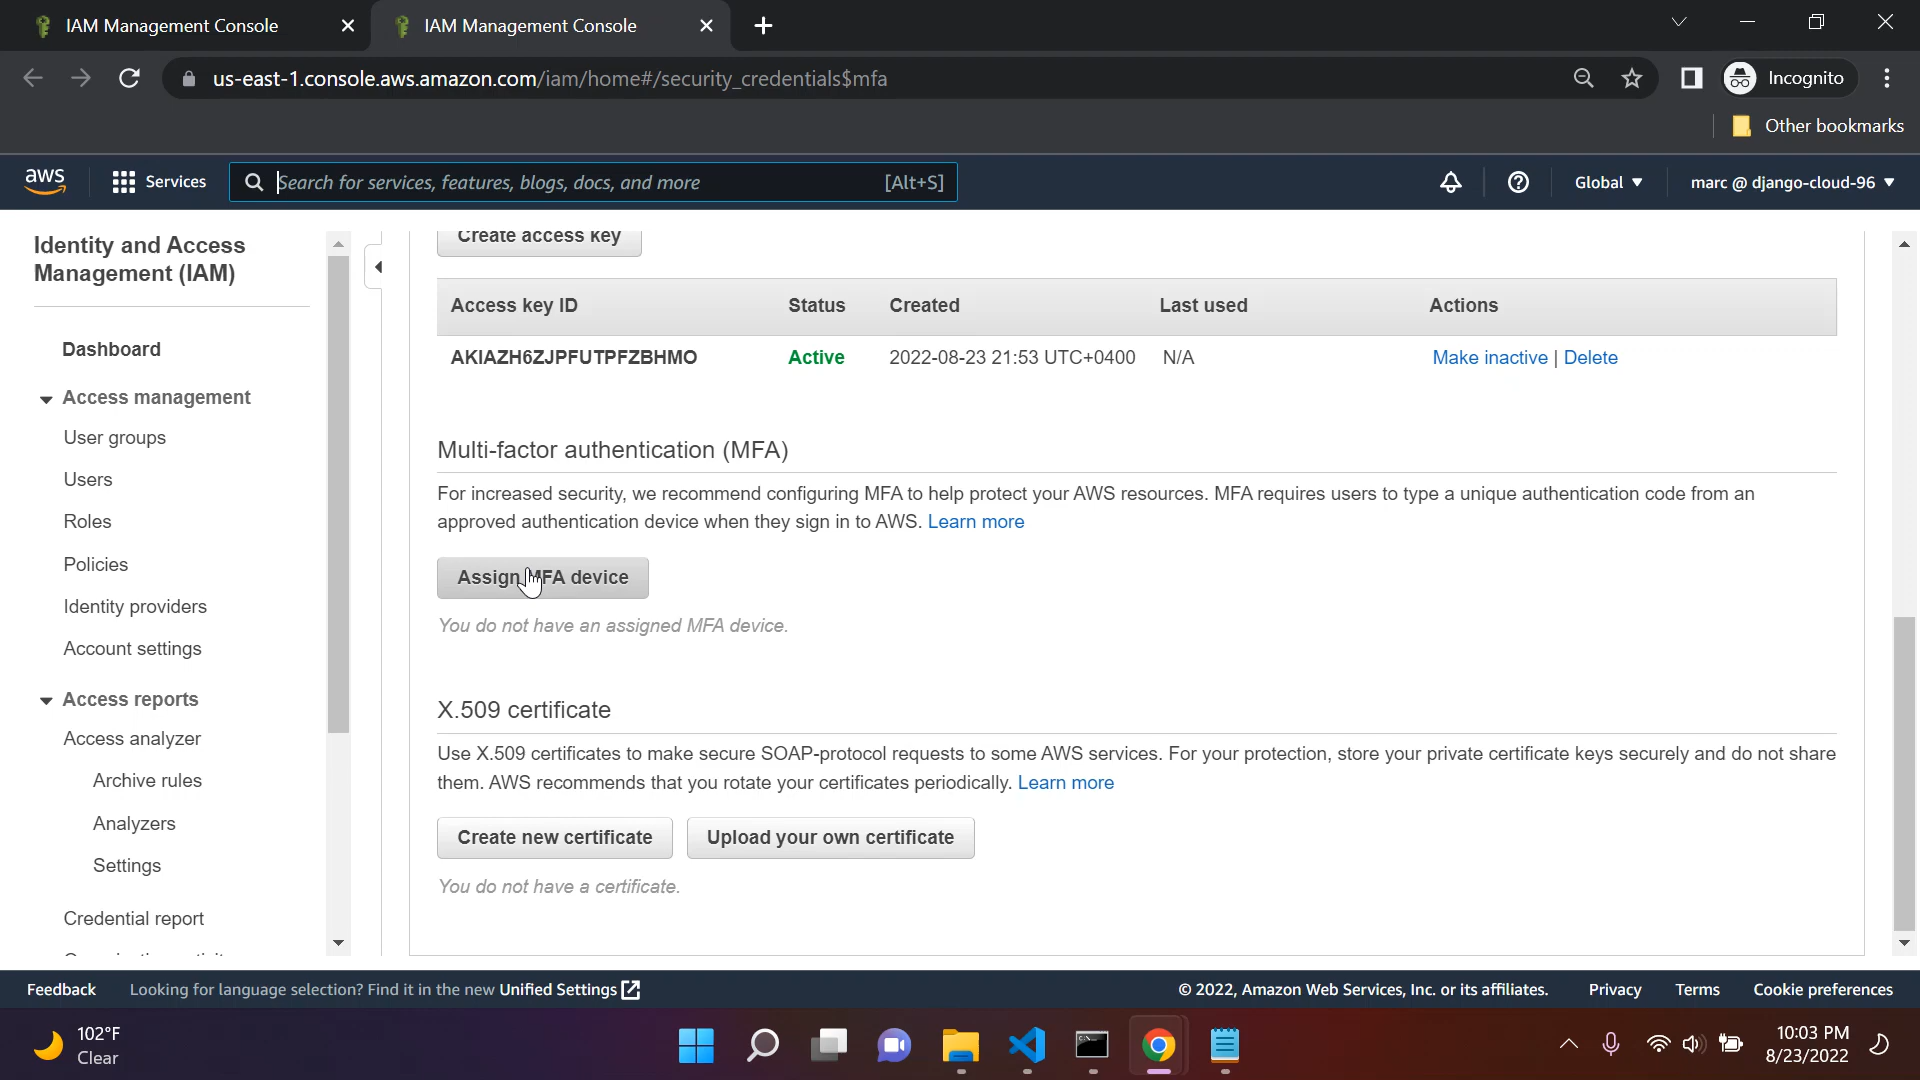 IAM Management Console
IAM Management Console
us-east-1.console.aws.amazon.com/iam/home#/security_credentials$mfa
Incognito
Other bookmarks
aws
Services
Search for services, features, blogs, docs, and more
[Alt+S]
Global
marc @ django-cloud-96
Identity and Access
Management (IAM)
Dashboard
Access management
User groups
Users
Roles
Policies
Identity providers
Account settings
Access reports
Access analyzer
Archive rules
Analyzers
Settings
Credential report
Create access key
Access key ID Status Created Last used Actions
AKIAZH6ZJPFUTPFZBHMO Active 2022-08-23 21:53 UTC+0400 N/A Make inactive | Delete
Multi-factor authentication (MFA)
For increased security, we recommend configuring MFA to help protect your AWS resources. MFA requires users to type a unique authentication code from an
approved authentication device when they sign in to AWS. Learn more
Assign MFA device
You do not have an assigned MFA device.
X.509 certificate
Use X.509 certificates to make secure SOAP-protocol requests to some AWS services. For your protection, store your private certificate keys securely and do not share
them. AWS recommends that you rotate your certificates periodically. Learn more
Create new certificate
Upload your own certificate
You do not have a certificate.
Feedback
Looking for language selection? Find it in the new Unified Settings
© 2022, Amazon Web Services, Inc. or its affiliates.
Privacy
Terms
Cookie preferences
102°F
Clear
10:03 PM
8/23/2022